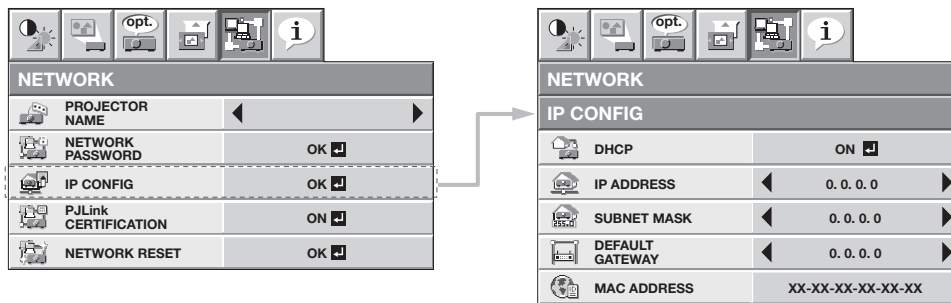 opt.
i
NETWORK
PROJECTOR
NAME
NETWORK
PASSWORD
OK
IP CONFIG
OK
PJLink
CERTIFICATION
ON
NETWORK RESET
OK
opt.
i
NETWORK
IP CONFIG
DHCP
ON
IP ADDRESS
0. 0. 0. 0
255.0
SUBNET MASK
0. 0. 0. 0
DEFAULT
GATEWAY
0. 0. 0. 0
MAC ADDRESS
XX-XX-XX-XX-XX-XX